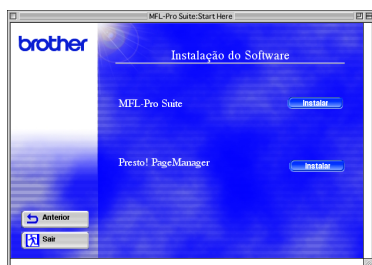 MFL-Pro Suite:Start Here
brother
Instalação do Software
MFL-Pro Suite
Instalar
Presto! PageManager
Instalar
Anterior
Sair